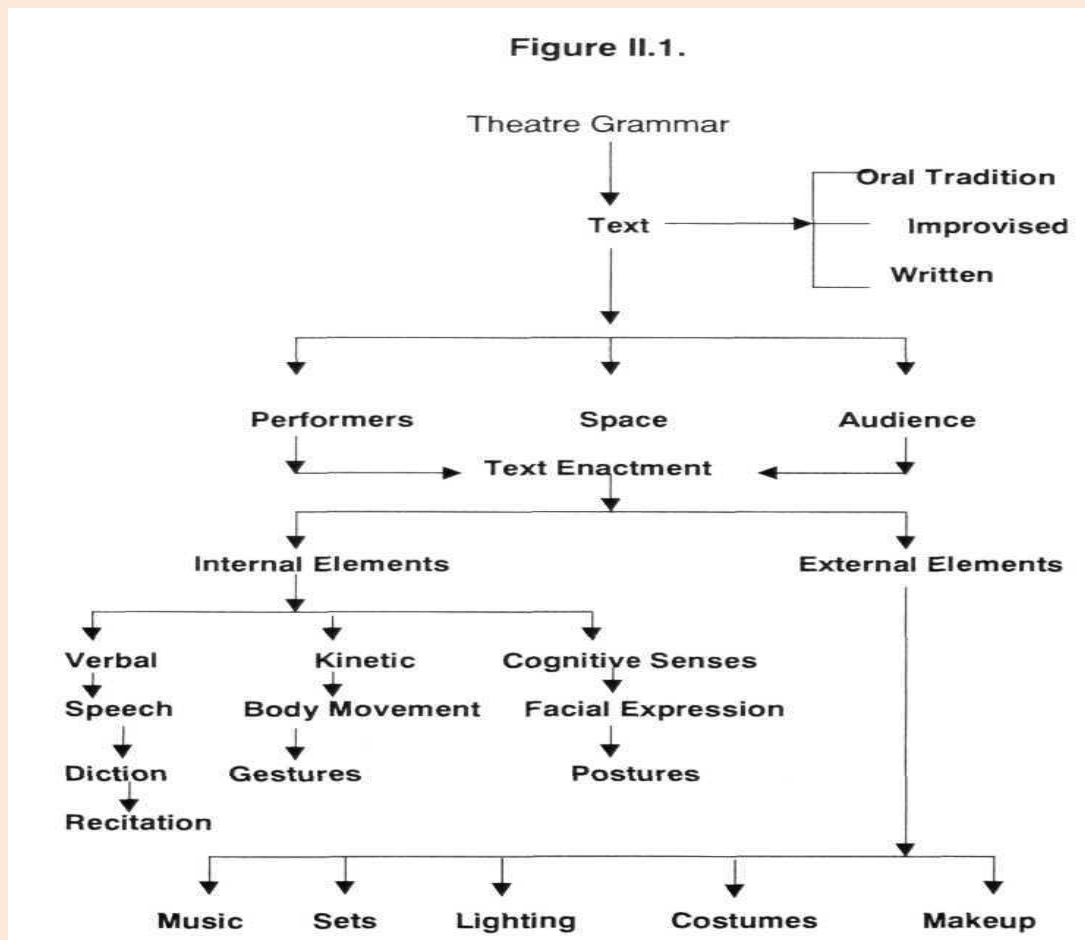 Figure II.1.
Theatre Grammar
Oral Tradition
Text
Improvised
Written
Performers Space Audience
Text Enactment
Internal Elements External Elements
Verbal Kinetic Cognitive Senses
Speech Body Movement Facial Expression
Diction Gestures Postures
Recitation
Music Sets Lighting Costumes Makeup